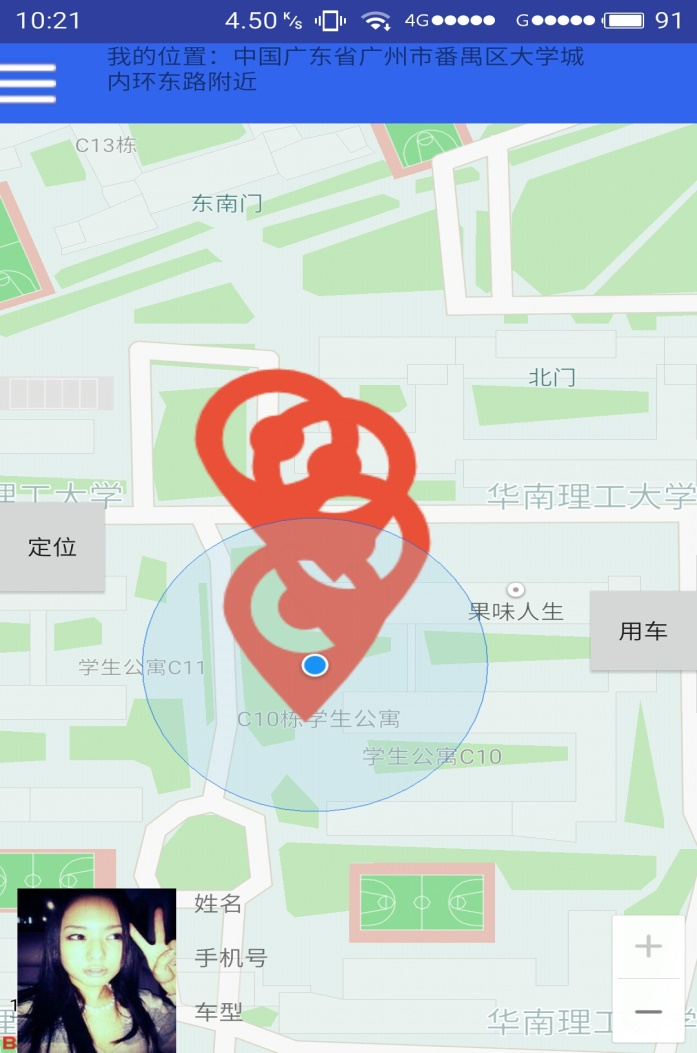 10:21
4.50 K/s
4G
G
91
我的位置：中国广东省广州市番禺区大学城
内环东路附近
C13栋
东南门
北门
理工大学
华南理工大学
定位
果味人生
用车
学生公寓C11
C10栋学生公寓
学生公寓C10
姓名
手机号
车型
华南理工大学